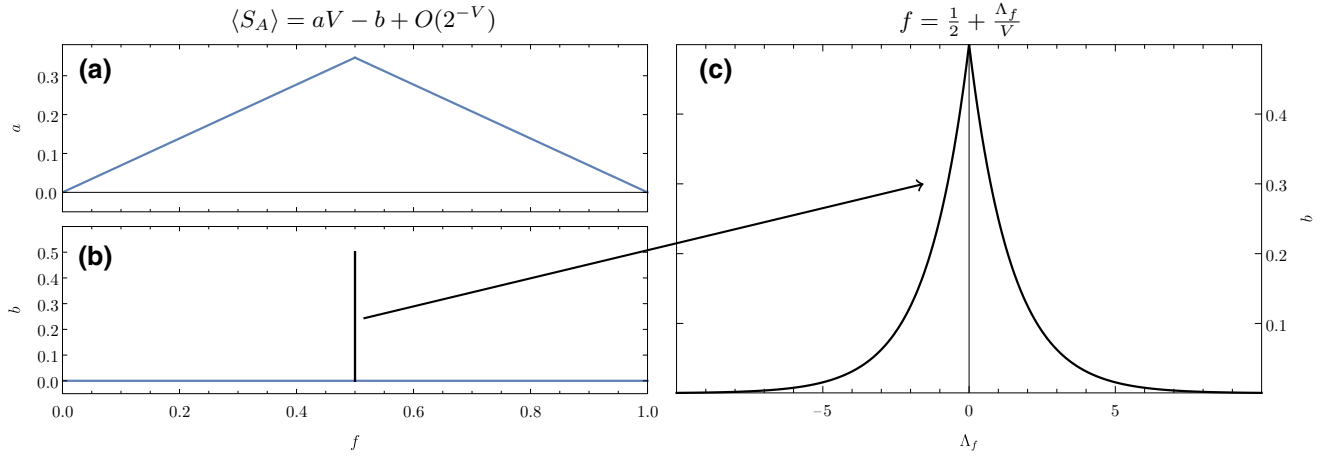 ⟨S_A⟩ = aV − b + O(2^{−V})
f = 1/2 + Λ_f/V
(a)
a
0.3
0.2
0.1
0.0
(b)
b
0.5
0.4
0.3
0.2
0.1
0.0
0.0 0.2 0.4 0.6 0.8 1.0
f
(c)
0.4
0.3
0.2
0.1
b
−5 0 5
Λ_f